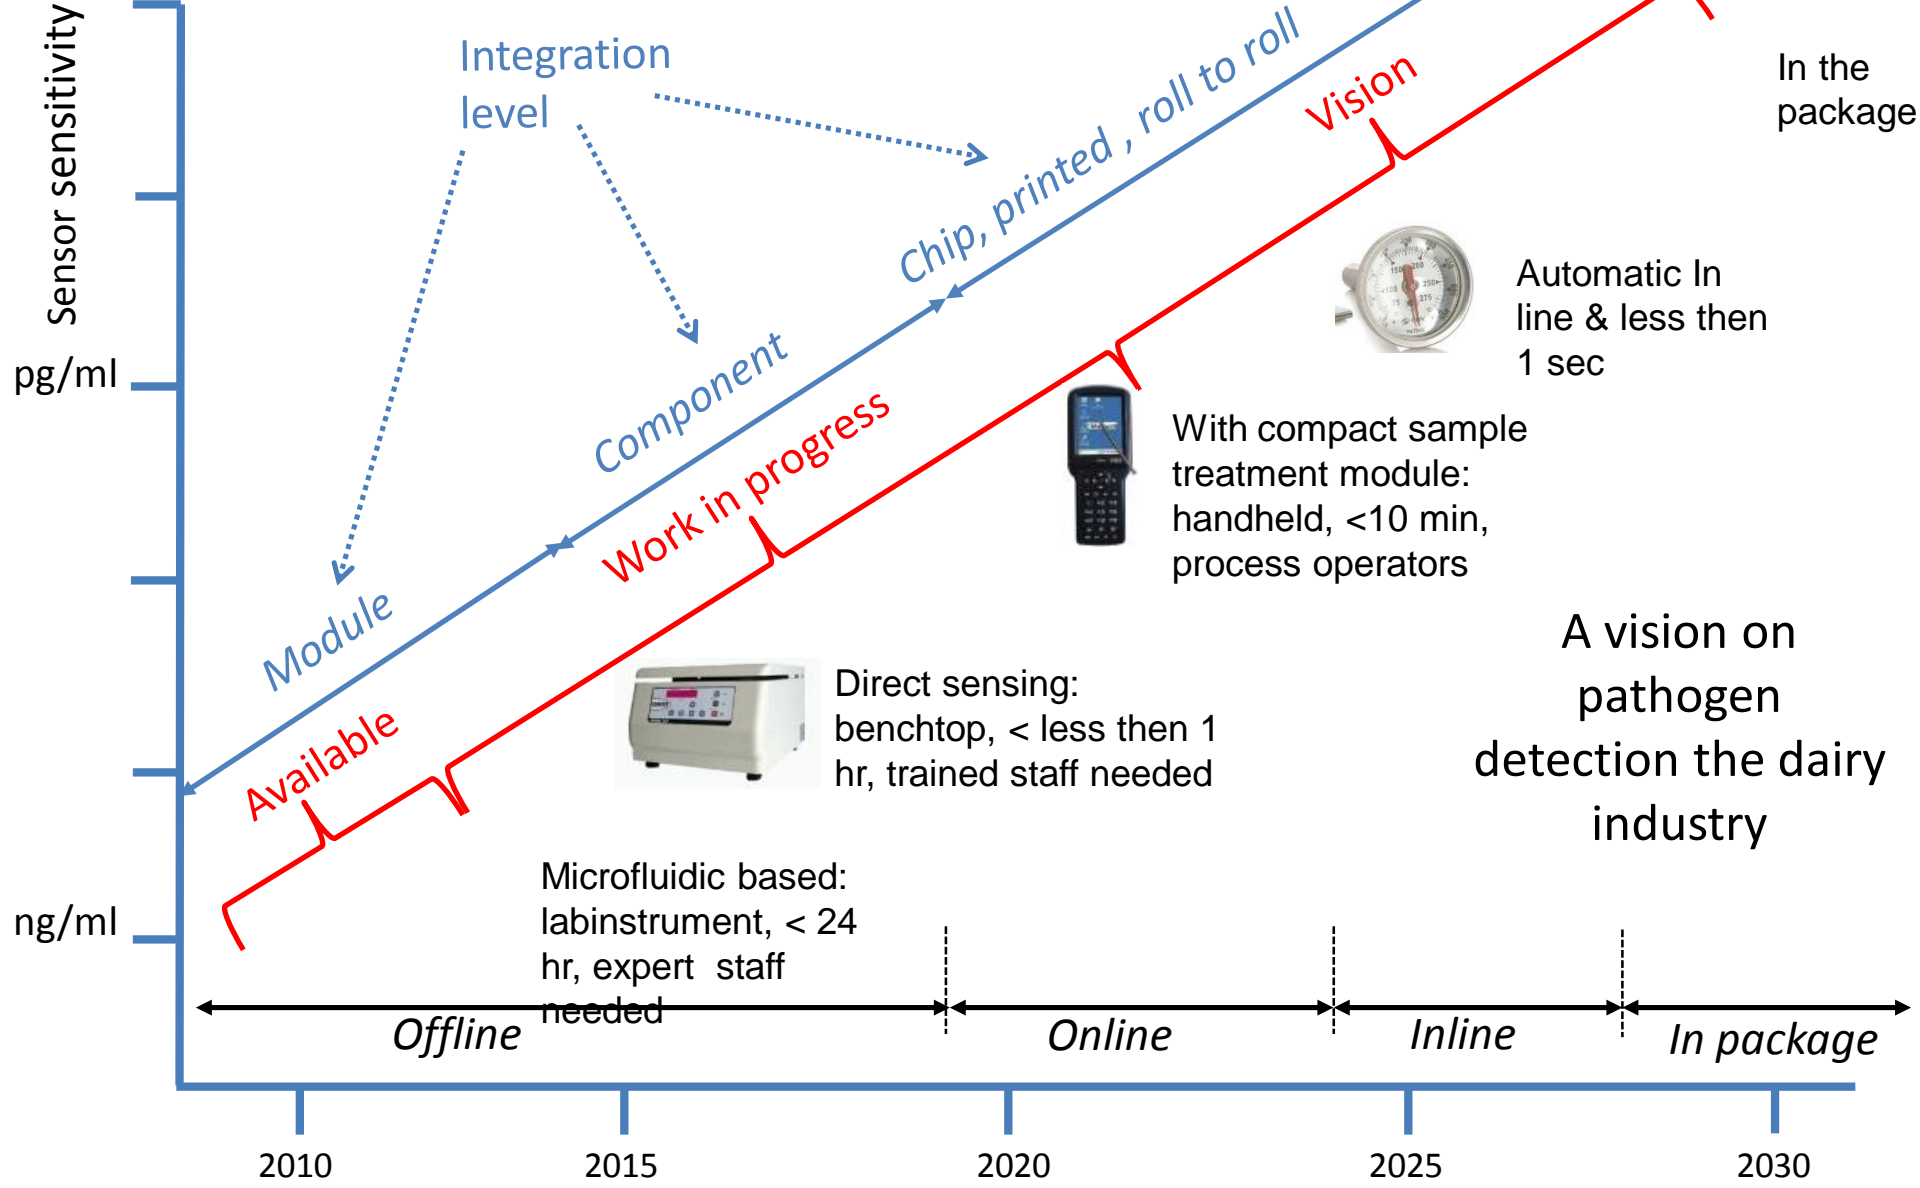 Sensor sensitivity
Integration
level
Chip, printed , roll to roll
Vision
In the
package
Automatic In
line & less then
1 sec
pg/ml
Component
Work in progress
With compact sample
treatment module:
handheld, <10 min,
process operators
Module
Available
Direct sensing:
benchtop, < less then 1
hr, trained staff needed
A vision on
pathogen
detection the dairy
industry
ng/ml
Microfluidic based:
labinstrument, < 24
hr, expert  staff
needed
Offline
Online
Inline
In package
2010
2015
2020
2025
2030